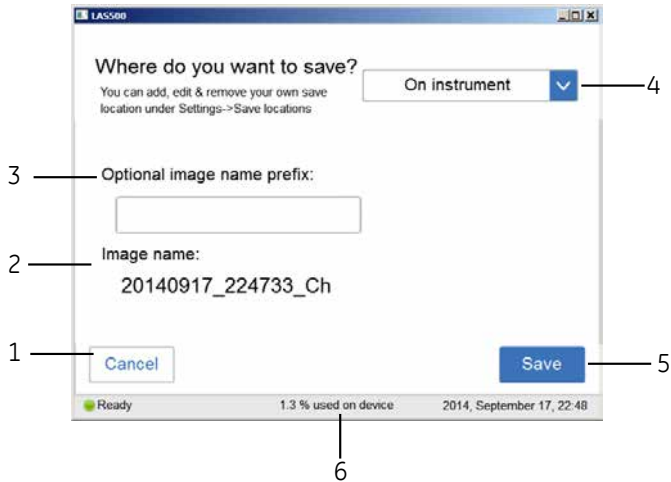 LAS500
Where do you want to save?
You can add, edit & remove your own save
location under Settings->Save locations
On instrument
4
3
Optional image name prefix:
2
Image name:
20140917_224733_Ch
1
Cancel
Save
5
Ready
1.3 % used on device
2014, September 17, 22:48
6